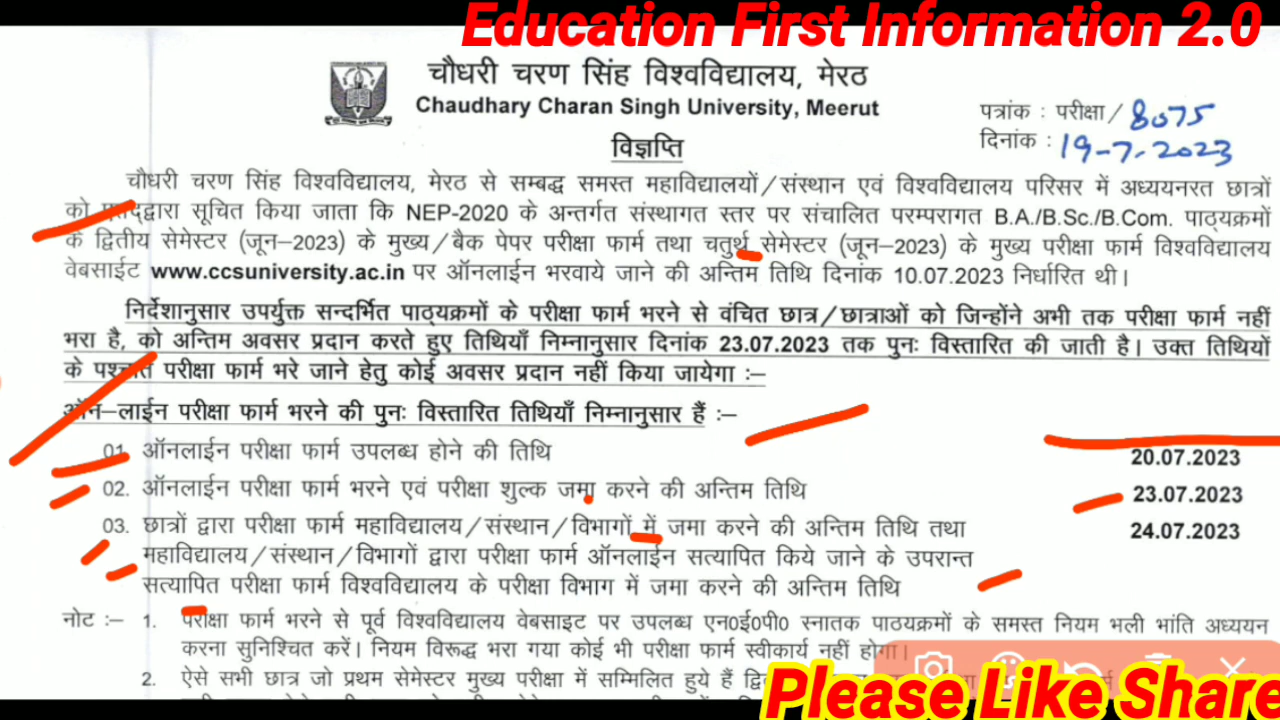 Education First Information 2.0
चौधरी चरण सिंह विश्वविद्यालय, मेरठ
Chaudhary Charan Singh University, Meerut
पत्रांक : परीक्षा/ 8075
दिनांक : 19-7-2023
विज्ञप्ति
चौधरी चरण सिंह विश्वविद्यालय, मेरठ से सम्बद्ध समस्त महाविद्यालयों/संस्थान एवं विश्वविद्यालय परिसर में अध्ययनरत छात्रों
को एतद्द्वारा सूचित किया जाता कि NEP-2020 के अन्तर्गत संस्थागत स्तर पर संचालित परम्परागत B.A./B.Sc./B.Com. पाठ्यक्रमों
के द्वितीय सेमेस्टर (जून–2023) के मुख्य/बैक पेपर परीक्षा फार्म तथा चतुर्थ सेमेस्टर (जून–2023) के मुख्य परीक्षा फार्म विश्वविद्यालय
वेबसाईट www.ccsuniversity.ac.in पर ऑनलाईन भरवाये जाने की अन्तिम तिथि दिनांक 10.07.2023 निर्धारित थी।
निर्देशानुसार उपर्युक्त सन्दर्भित पाठ्यक्रमों के परीक्षा फार्म भरने से वंचित छात्र/छात्राओं को जिन्होंने अभी तक परीक्षा फार्म नहीं
भरा है, को अन्तिम अवसर प्रदान करते हुए तिथियाँ निम्नानुसार दिनांक 23.07.2023 तक पुनः विस्तारित की जाती है। उक्त तिथियों
के पश्चात परीक्षा फार्म भरे जाने हेतु कोई अवसर प्रदान नहीं किया जायेगा :–
ऑन–लाईन परीक्षा फार्म भरने की पुनः विस्तारित तिथियाँ निम्नानुसार हैं :–
01. ऑनलाईन परीक्षा फार्म उपलब्ध होने की तिथि 20.07.2023
02. ऑनलाईन परीक्षा फार्म भरने एवं परीक्षा शुल्क जमा करने की अन्तिम तिथि 23.07.2023
03. छात्रों द्वारा परीक्षा फार्म महाविद्यालय/संस्थान/विभागों में जमा करने की अन्तिम तिथि तथा 24.07.2023
महाविद्यालय/संस्थान/विभागों द्वारा परीक्षा फार्म ऑनलाईन सत्यापित किये जाने के उपरान्त
सत्यापित परीक्षा फार्म विश्वविद्यालय के परीक्षा विभाग में जमा करने की अन्तिम तिथि
नोट :– 1. परीक्षा फार्म भरने से पूर्व विश्वविद्यालय वेबसाइट पर उपलब्ध एन0ई0पी0 स्नातक पाठयक्रमों के समस्त नियम भली भांति अध्ययन
करना सुनिश्चित करें। नियम विरूद्ध भरा गया कोई भी परीक्षा फार्म स्वीकार्य नहीं होगा।
2. ऐसे सभी छात्र जो प्रथम सेमेस्टर मुख्य परीक्षा में सम्मिलित हुये हैं
Please Like Share